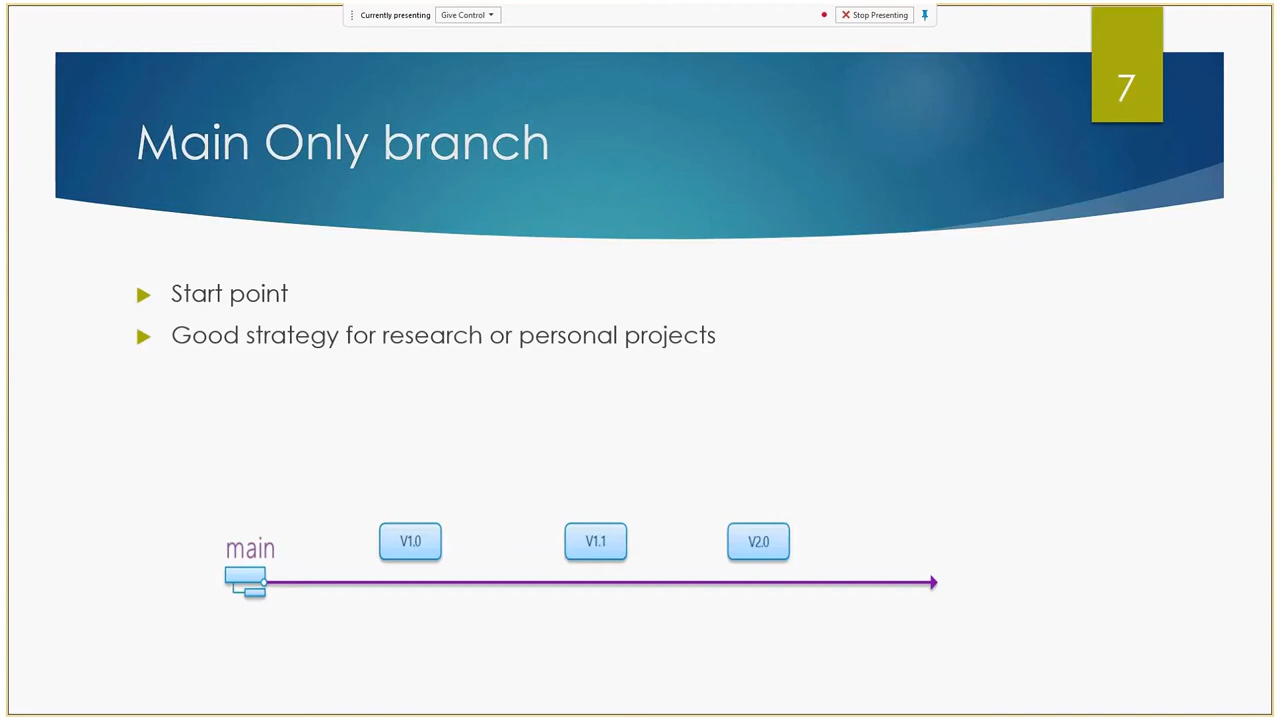 Currently presenting Give Control Stop Presenting
7
Main Only branch
Start point
Good strategy for research or personal projects
main V1.0 V1.1 V2.0